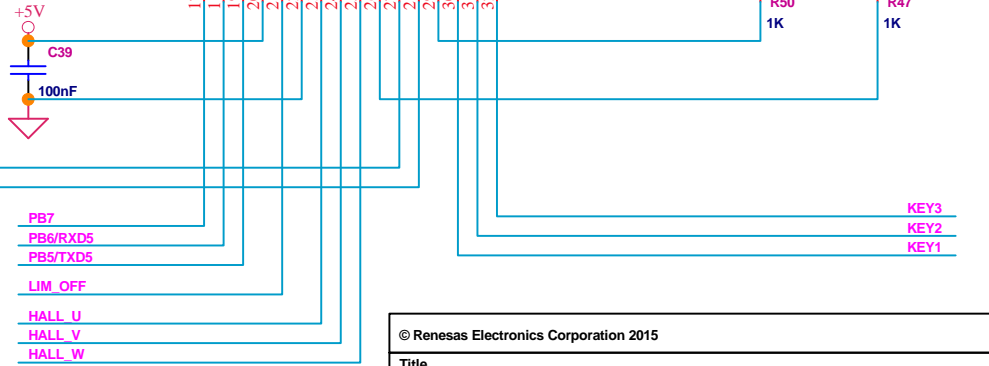 +5V
C39
100nF
R50
1K
R47
1K
PB7
PB6/RXD5
PB5/TXD5
LIM_OFF
HALL_U
HALL_V
HALL_W
KEY3
KEY2
KEY1
© Renesas Electronics Corporation 2015
Title